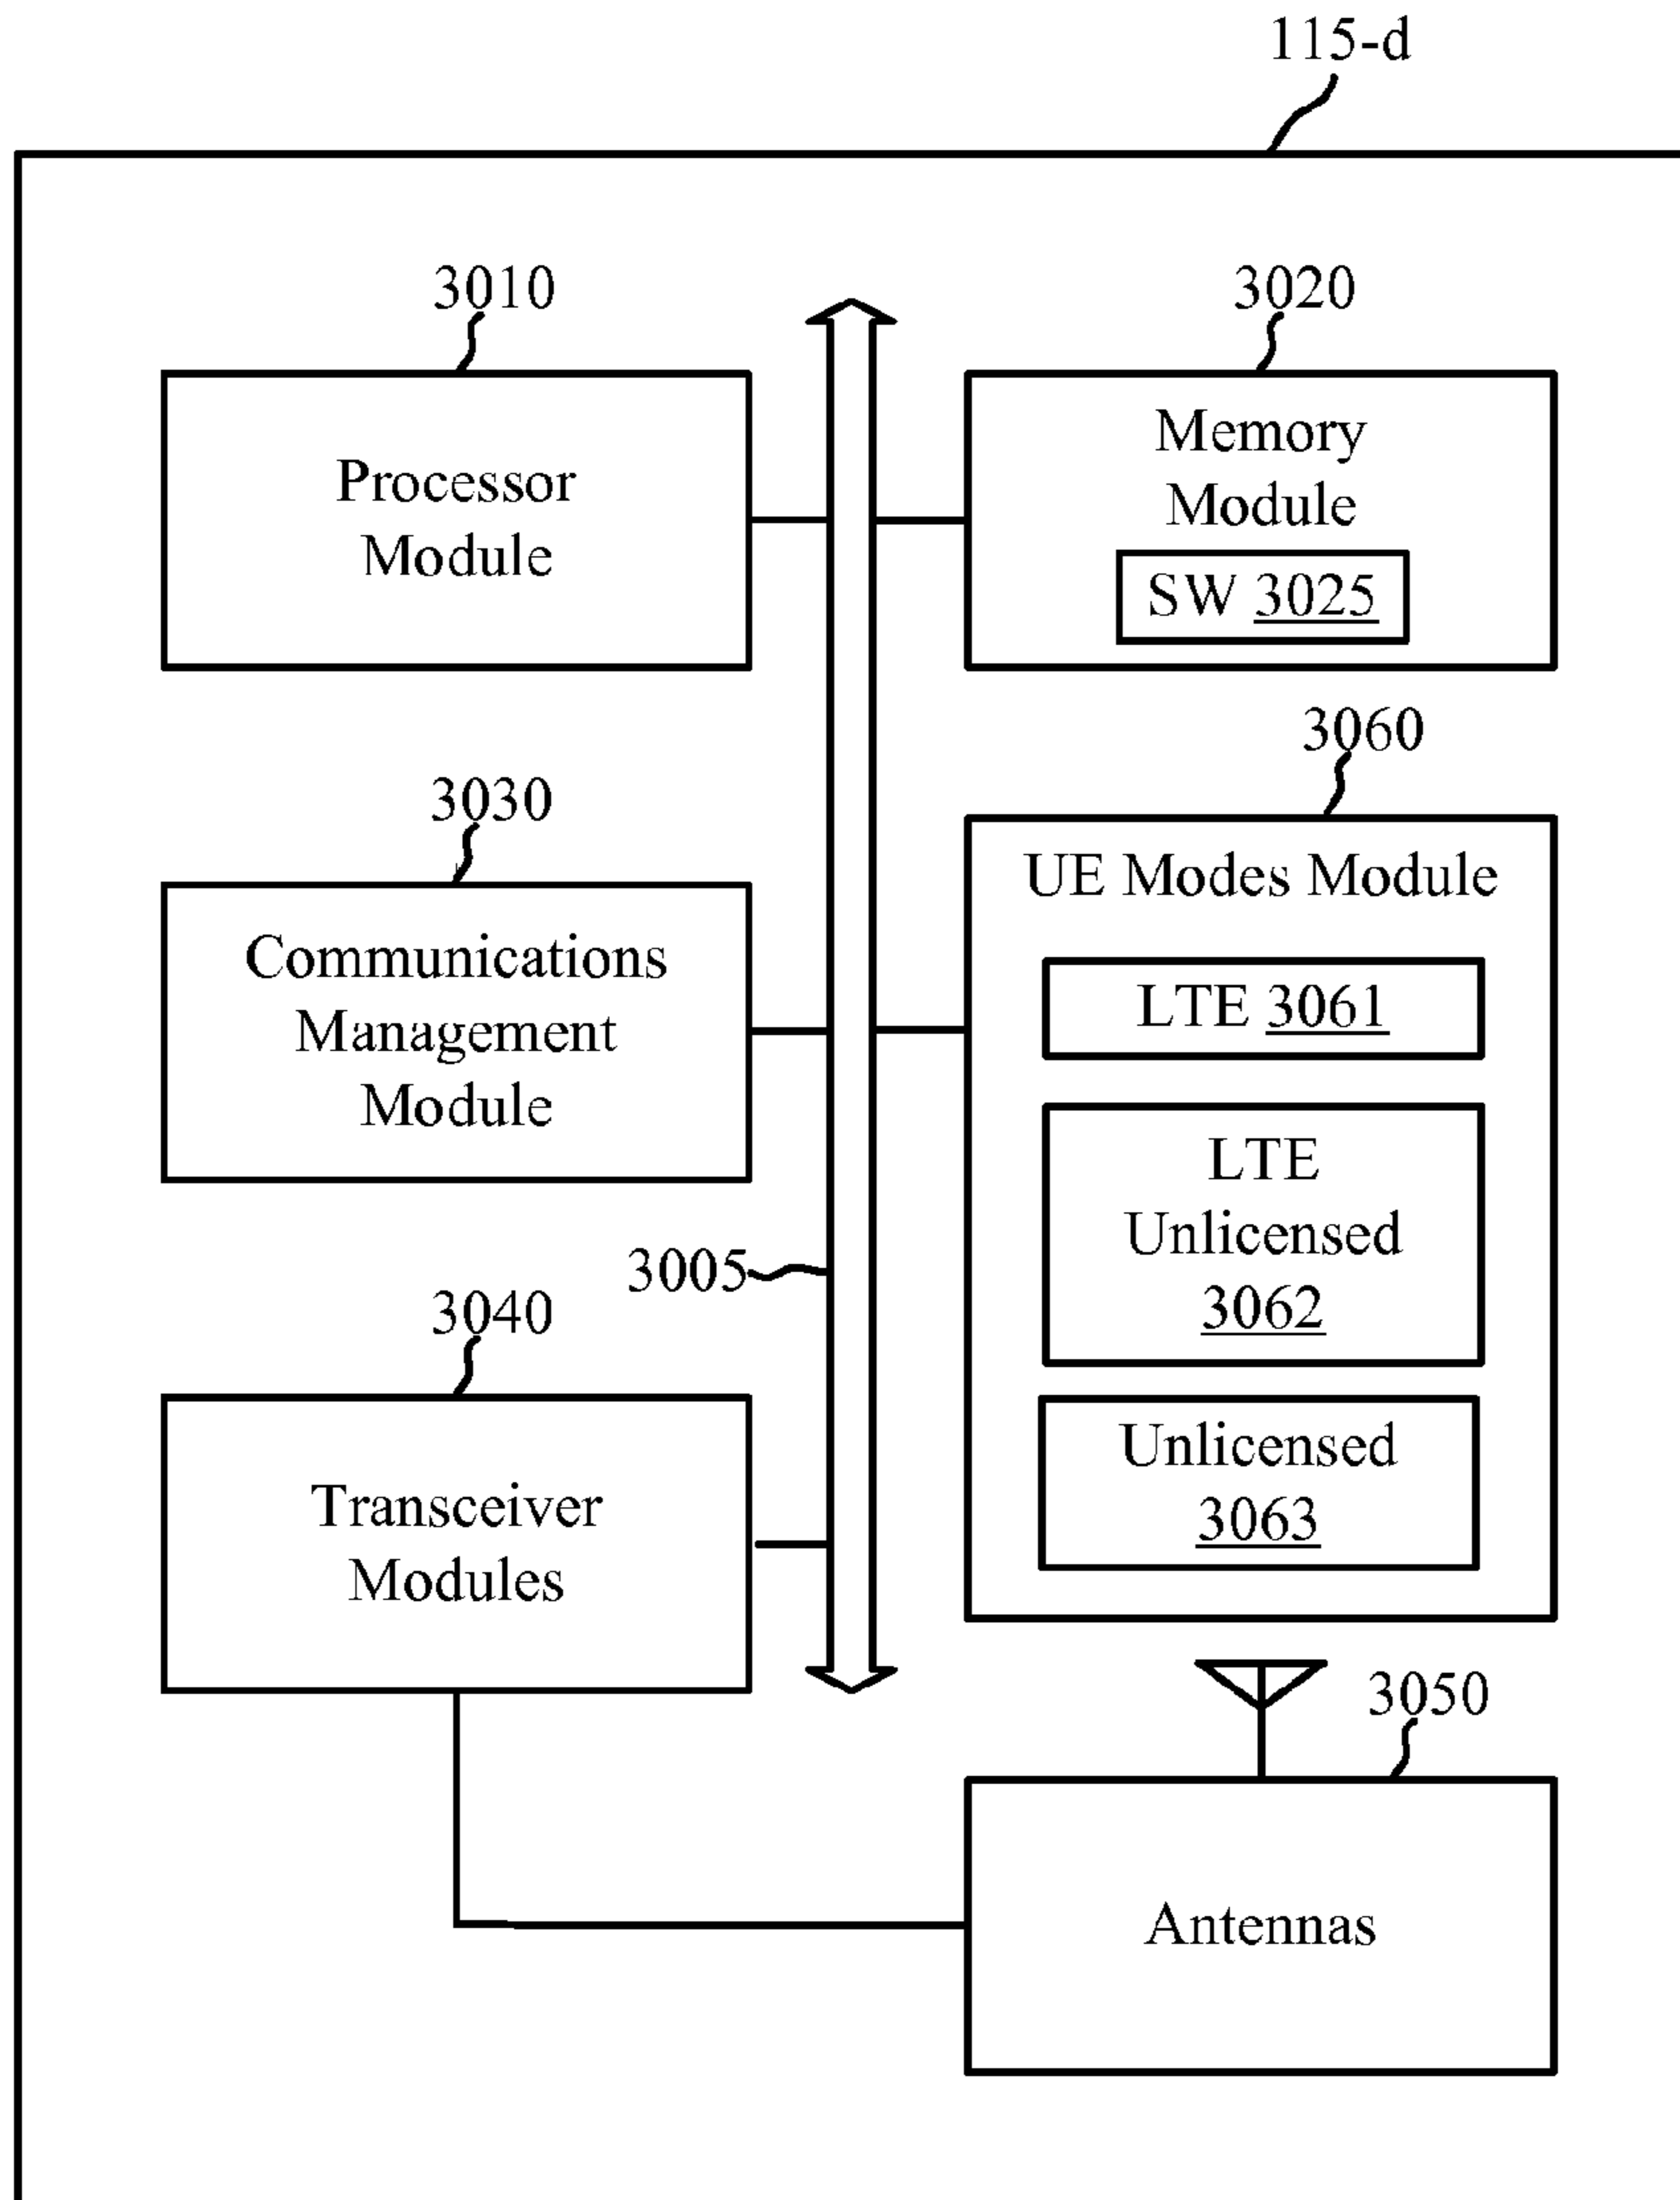 115-d
3010
3020
Processor
Module
Memory
Module
SW 3025
3060
3030
UE Modes Module
Communications
Management
Module
LTE 3061
LTE
Unlicensed
3062
3005
3040
Unlicensed
3063
Transceiver
Modules
3050
Antennas